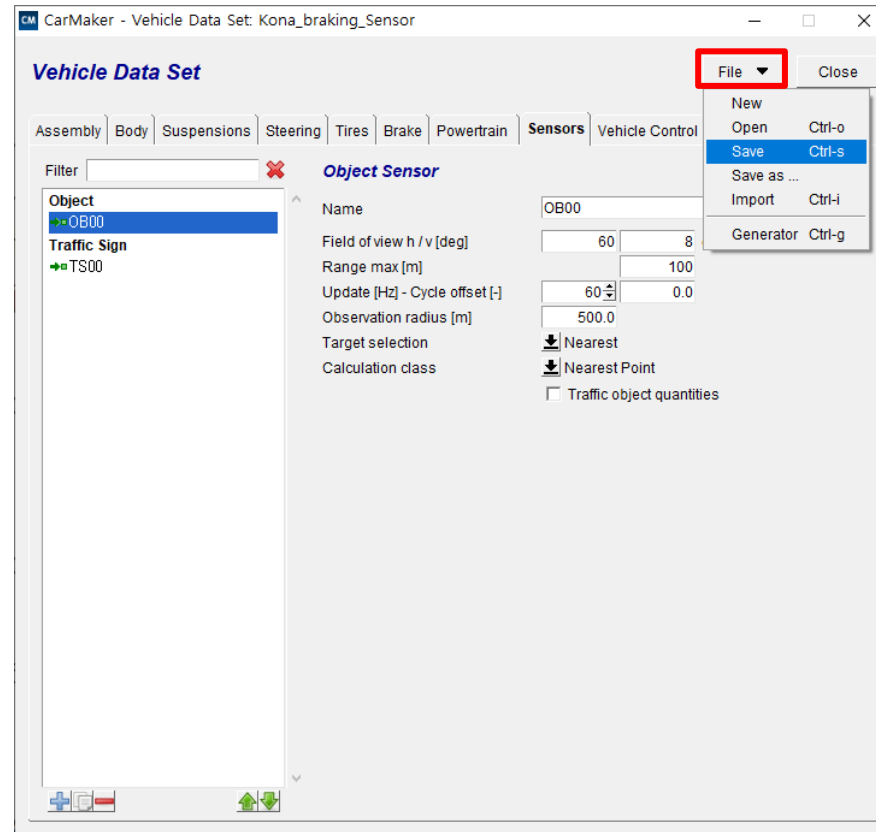 CM CarMaker - Vehicle Data Set: Kona_braking_Sensor
Vehicle Data Set
File
Close
New
Open Ctrl-o
Save Ctrl-s
Save as ...
Import Ctrl-i
Generator Ctrl-g
Assembly Body Suspensions Steering Tires Brake Powertrain Sensors Vehicle Control
Filter
Object
OB00
Traffic Sign
TS00
Object Sensor
Name OB00
Field of view h / v [deg] 60 8
Range max [m] 100
Update [Hz] - Cycle offset [-] 60 0.0
Observation radius [m] 500.0
Target selection Nearest
Calculation class Nearest Point
Traffic object quantities